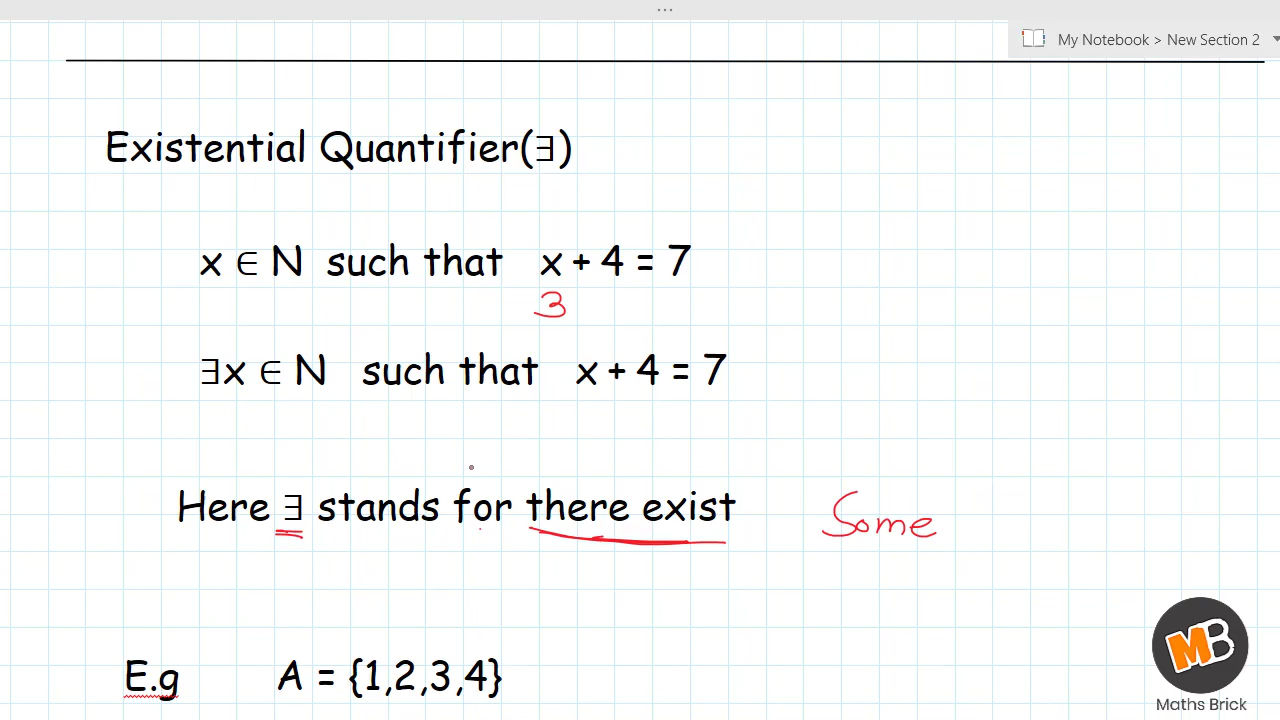 ...
My Notebook > New Section 2
Existential Quantifier(∃)
x ∈ N such that x + 4 = 7
3
∃x ∈ N such that x + 4 = 7
Here ∃ stands for there exist Some
E.g A = {1,2,3,4}
MB
Maths Brick